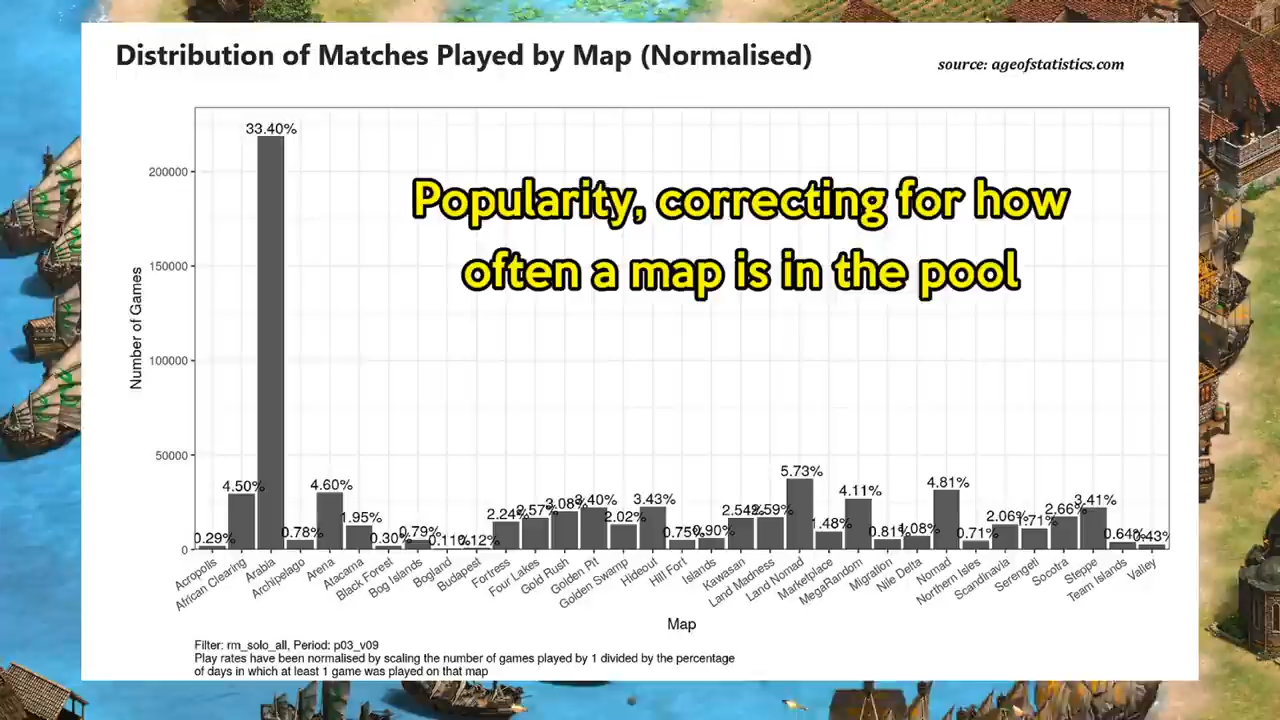 Distribution of Matches Played by Map (Normalised)
source: ageofstatistics.com
Popularity, correcting for how
often a map is in the pool
Number of Games
200000
150000
100000
50000
0
0.29%
4.50%
33.40%
0.78%
4.60%
1.95%
0.30%
0.79%
0.11%
0.12%
2.24%
2.57%
3.08%
3.40%
2.02%
3.43%
0.75%
0.90%
2.54%
2.59%
5.73%
1.48%
4.11%
0.81%
1.08%
4.81%
0.71%
2.06%
1.71%
2.66%
3.41%
0.64%
0.43%
Acropolis
African Clearing
Arabia
Archipelago
Arena
Atacama
Black Forest
Bog Islands
Bogland
Budapest
Fortress
Four Lakes
Gold Rush
Golden Pit
Golden Swamp
Hideout
Hill Fort
Islands
Kawasan
Land Madness
Land Nomad
Marketplace
MegaRandom
Migration
Nile Delta
Nomad
Northern Isles
Scandinavia
Serengeti
Socotra
Steppe
Team Islands
Valley
Map
Filter: rm_solo_all, Period: p03_v09
Play rates have been normalised by scaling the number of games played by 1 divided by the percentage
of days in which at least 1 game was played on that map